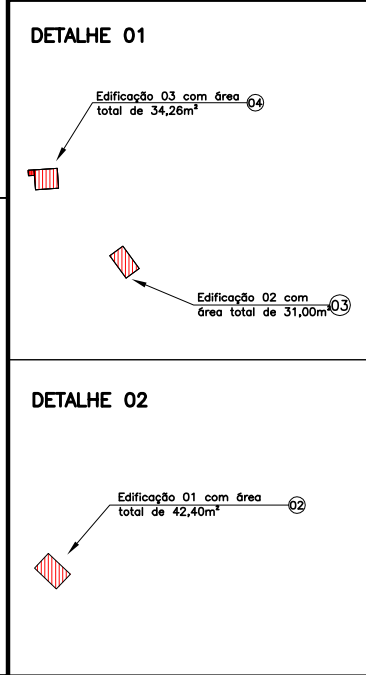 DETALHE 01
Edificação 03 com área
total de 34,26m²
04
Edificação 02 com
área total de 31,00m²
03
DETALHE 02
Edificação 01 com área
total de 42,40m²
02